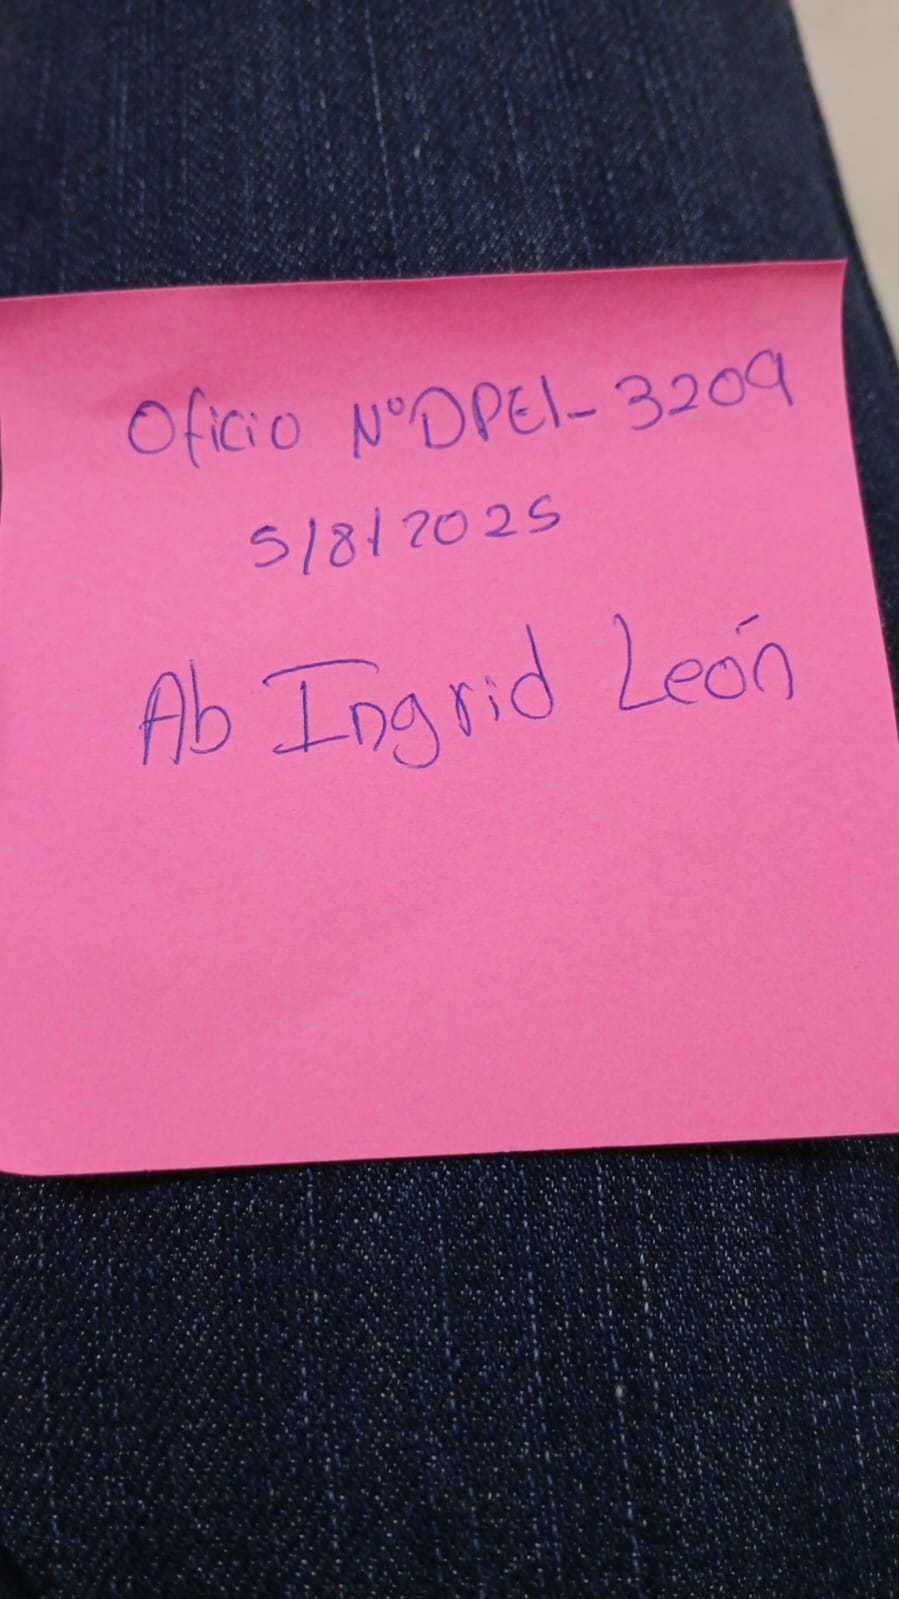 Oficio N°DPEI-3209
5/8/2025
Ab Ingrid León